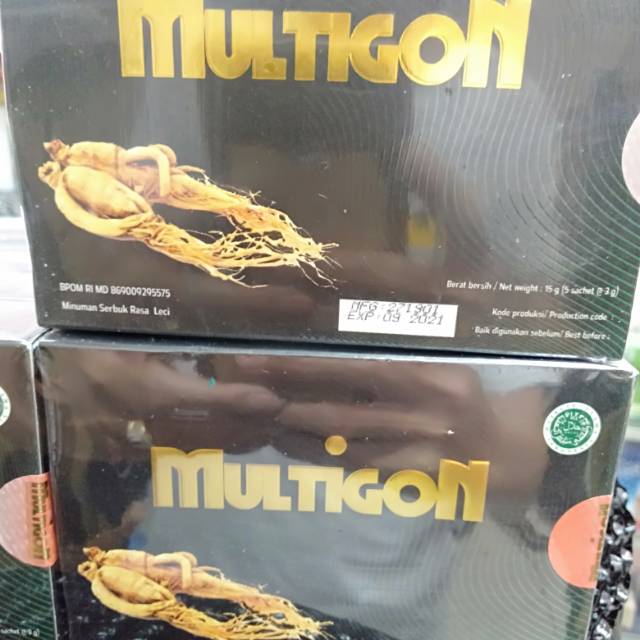 MULTIGON
BPOM RI MD 869009295575
Minuman Serbuk Rasa Leci
EXP : 09 2021
Berat bersih / Net weight : 15 g (5 sachet @ 3 g)
Kode produksi/ Production code :
Baik digunakan sebelum/ Best before :
MULTIGON